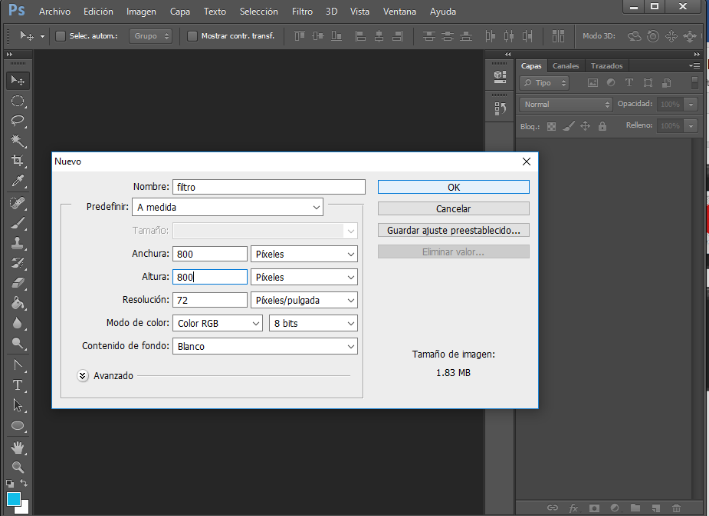 Ps Archivo Edición Imagen Capa Texto Selección Filtro 3D Vista Ventana Ayuda
Selec. autom.: Grupo Mostrar contr. transf. Modo 3D:
Capas Canales Trazados
Tipo
Normal Opacidad: 100%
Bloq.: Relleno: 100%
Nuevo
Nombre: filtro OK
Predefinir: A medida Cancelar
Tamaño: Guardar ajuste preestablecido...
Anchura: 800 Píxeles Eliminar valor...
Altura: 800 Píxeles
Resolución: 72 Píxeles/pulgada
Modo de color: Color RGB 8 bits
Contenido de fondo: Blanco Tamaño de imagen:
Avanzado 1.83 MB
T
fx